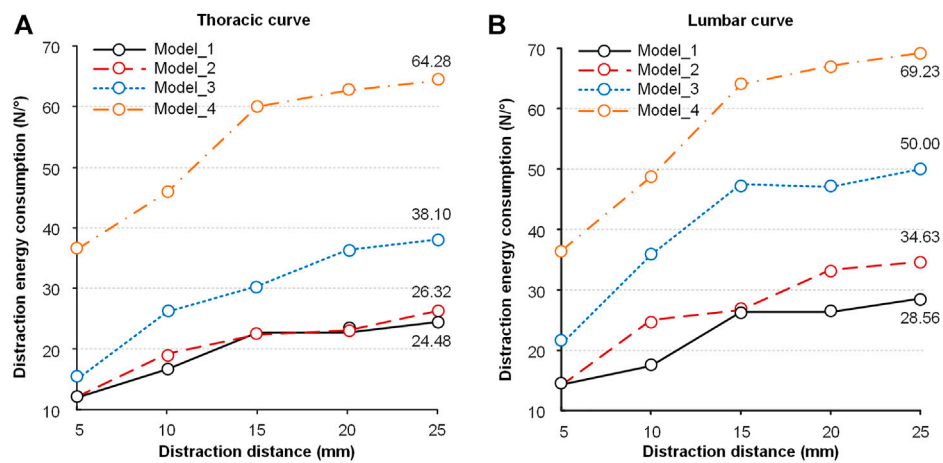 A
Thoracic curve
Distraction energy consumption (N/°)
70
60
50
40
30
20
10
Model_1
Model_2
Model_3
Model_4
64.28
38.10
26.32
24.48
5 10 15 20 25
Distraction distance (mm)
B
Lumbar curve
Distraction energy consumption (N/°)
70
60
50
40
30
20
10
Model_1
Model_2
Model_3
Model_4
69.23
50.00
34.63
28.56
5 10 15 20 25
Distraction distance (mm)